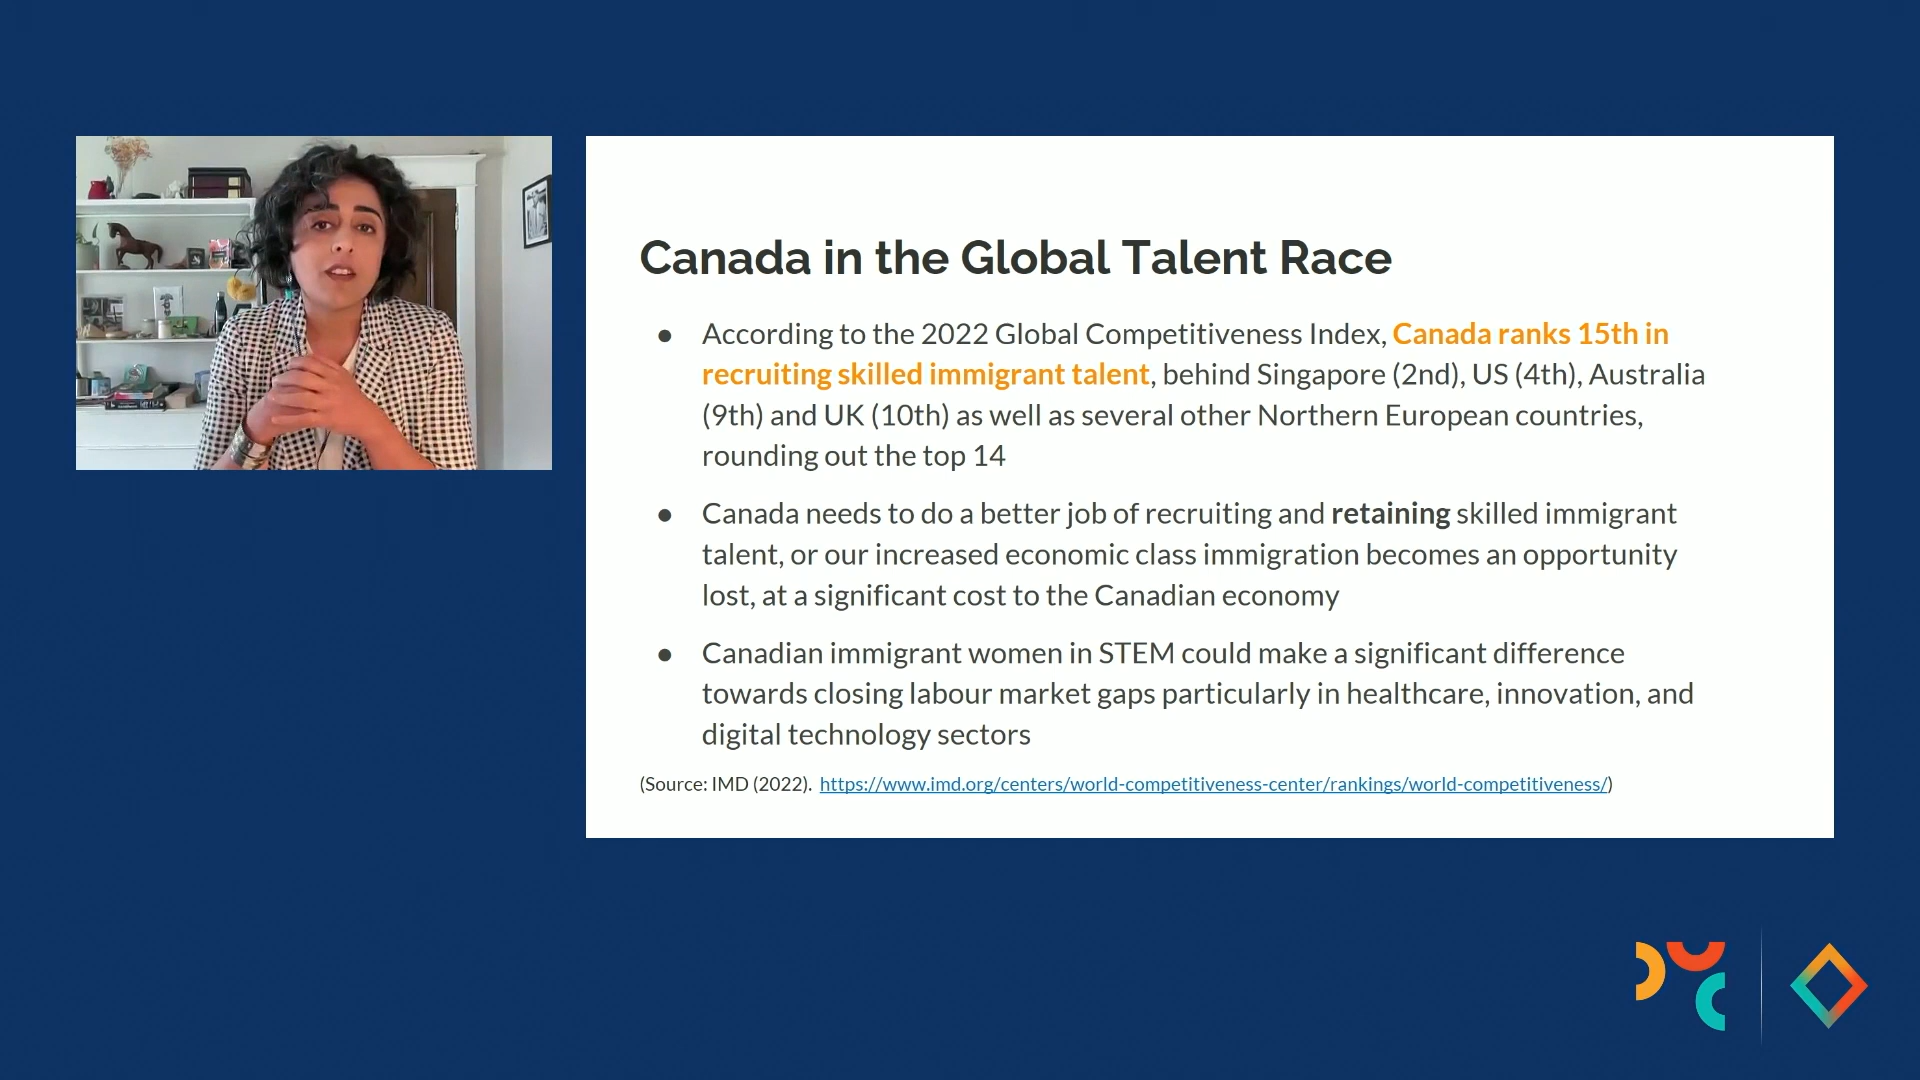 Canada in the Global Talent Race
● According to the 2022 Global Competitiveness Index, Canada ranks 15th in
recruiting skilled immigrant talent, behind Singapore (2nd), US (4th), Australia
(9th) and UK (10th) as well as several other Northern European countries,
rounding out the top 14
● Canada needs to do a better job of recruiting and retaining skilled immigrant
talent, or our increased economic class immigration becomes an opportunity
lost, at a significant cost to the Canadian economy
● Canadian immigrant women in STEM could make a significant difference
towards closing labour market gaps particularly in healthcare, innovation, and
digital technology sectors
(Source: IMD (2022). https://www.imd.org/centers/world-competitiveness-center/rankings/world-competitiveness/)